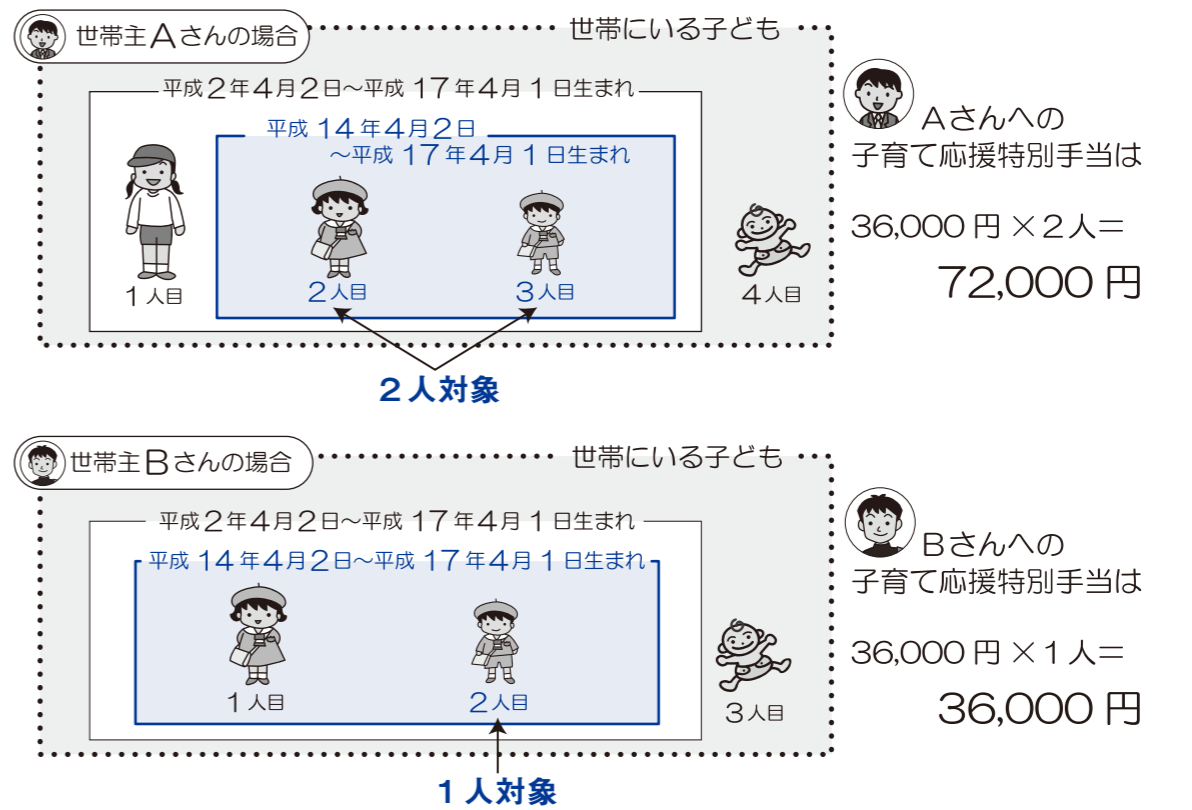 世帯主Aさんの場合
世帯にいる子ども
平成2年4月2日～平成17年4月1日生まれ
平成14年4月2日
～平成17年4月1日生まれ
1人目
2人目
3人目
4人目
2人対象
Aさんへの
子育て応援特別手当は
36,000円×2人＝
72,000円
世帯主Bさんの場合
世帯にいる子ども
平成2年4月2日～平成17年4月1日生まれ
平成14年4月2日～平成17年4月1日生まれ
1人目
2人目
3人目
1人対象
Bさんへの
子育て応援特別手当は
36,000円×1人＝
36,000円